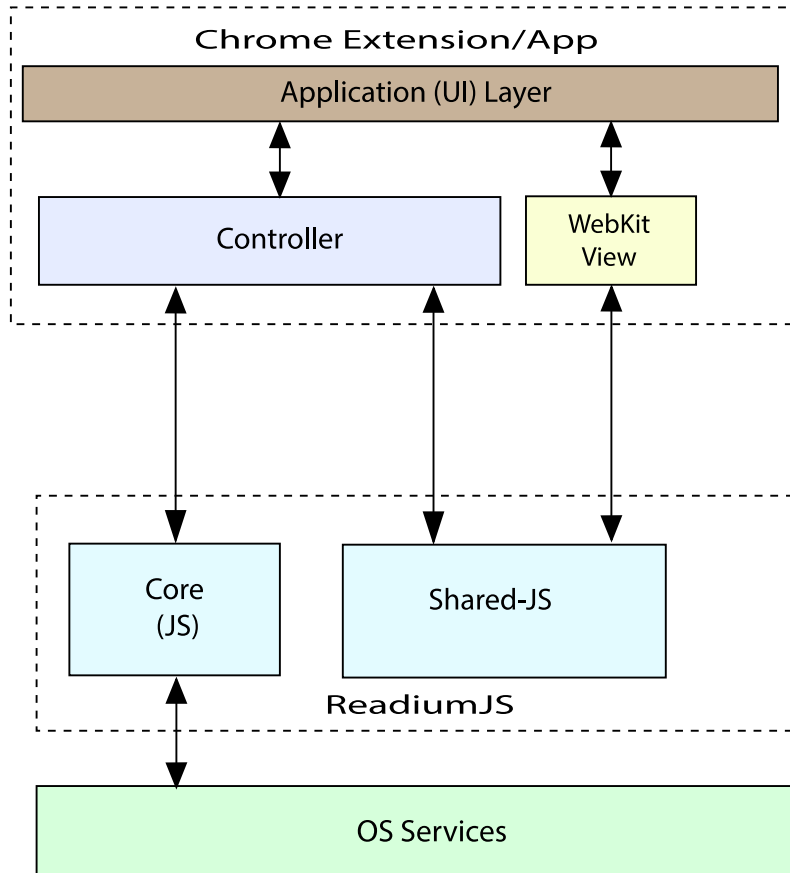 Chrome Extension/App
Application (UI) Layer
Controller
WebKit
View
Core
(JS)
Shared-JS
ReadiumJS
OS Services